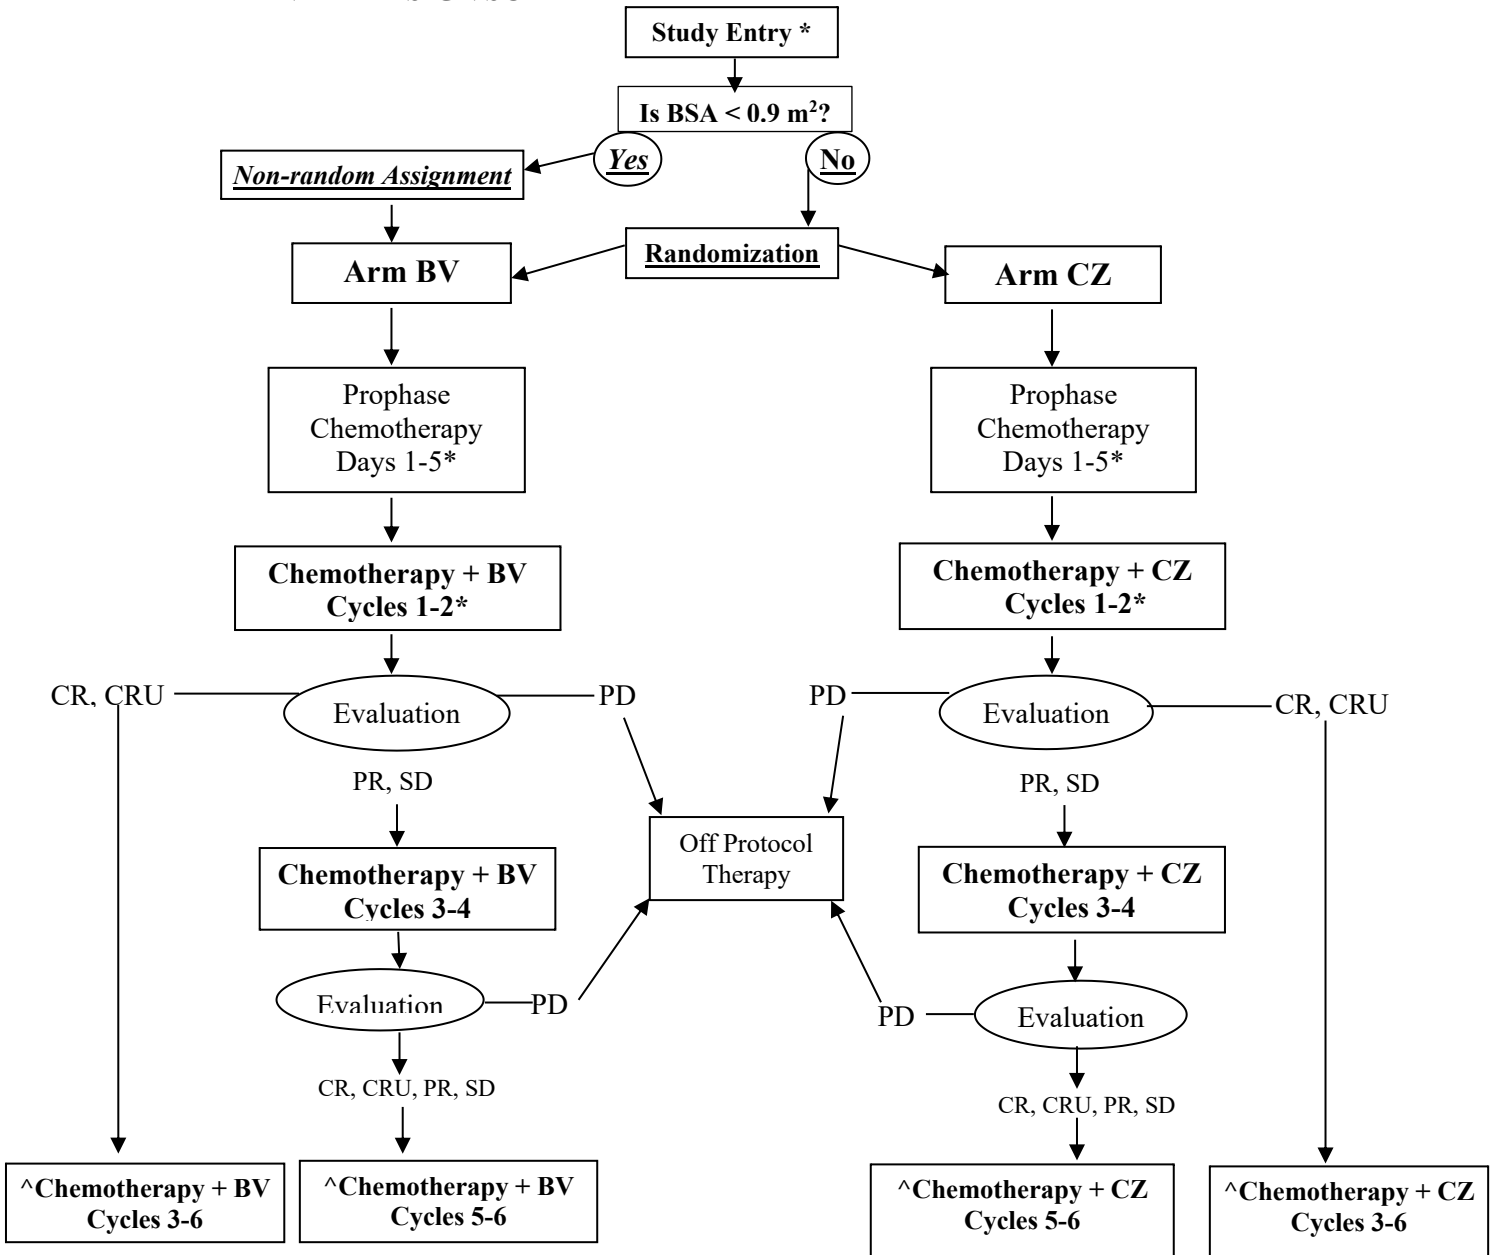 Study Entry *
Is BSA < 0.9 m²?
Yes
No
Non-random Assignment
Randomization
Arm BV
Arm CZ
Prophase
Chemotherapy
Days 1-5*
Prophase
Chemotherapy
Days 1-5*
Chemotherapy + BV
Cycles 1-2*
Chemotherapy + CZ
Cycles 1-2*
CR, CRU
Evaluation
PD
PD
Evaluation
CR, CRU
PR, SD
PR, SD
Off Protocol
Therapy
Chemotherapy + BV
Cycles 3-4
Chemotherapy + CZ
Cycles 3-4
Evaluation
PD
PD
Evaluation
CR, CRU, PR, SD
CR, CRU, PR, SD
^Chemotherapy + BV
Cycles 3-6
^Chemotherapy + BV
Cycles 5-6
^Chemotherapy + CZ
Cycles 5-6
^Chemotherapy + CZ
Cycles 3-6